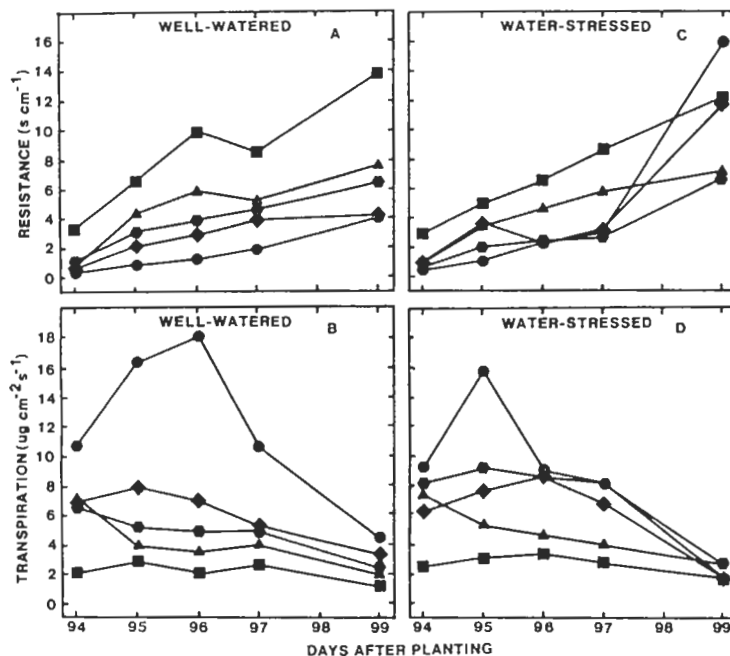 WELL-WATERED A
WATER-STRESSED C
16
14
12
10
8
6
4
2
0
RESISTANCE (s cm⁻¹)
WELL-WATERED B
WATER-STRESSED D
18
16
14
12
10
8
6
4
2
0
TRANSPIRATION (ug cm⁻² s⁻¹)
94 95 96 97 98 99 94 95 96 97 98 99
DAYS AFTER PLANTING